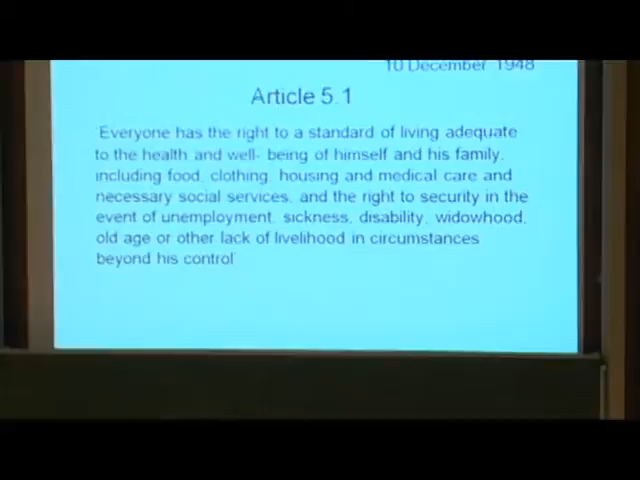 10 December 1948
Article 5.1
Everyone has the right to a standard of living adequate
to the health and well- being of himself and his family,
including food, clothing, housing and medical care and
necessary social services, and the right to security in the
event of unemployment, sickness, disability, widowhood,
old age or other lack of livelihood in circumstances
beyond his control